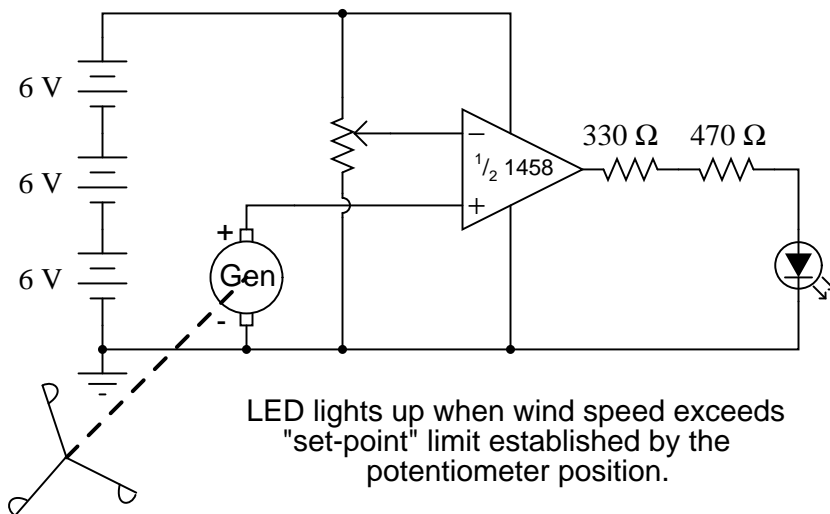 6 V
330 Ω 470 Ω
−
½ 1458
6 V
+
+
Gen
6 V
-
LED lights up when wind speed exceeds
"set-point" limit established by the
potentiometer position.